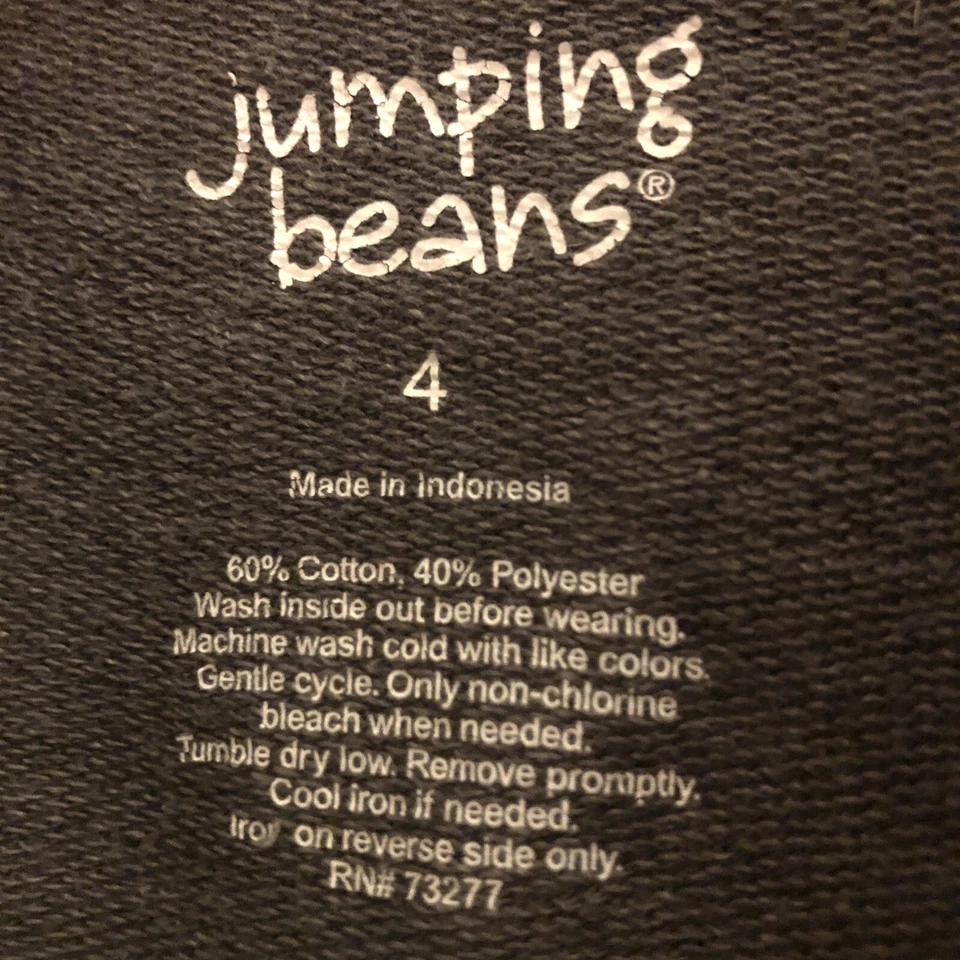 jumping
beans®
4
Made in Indonesia
60% Cotton, 40% Polyester
Wash inside out before wearing.
Machine wash cold with like colors.
Gentle cycle. Only non-chlorine
bleach when needed.
Tumble dry low. Remove promptly.
Cool iron if needed.
Iron on reverse side only.
RN# 73277